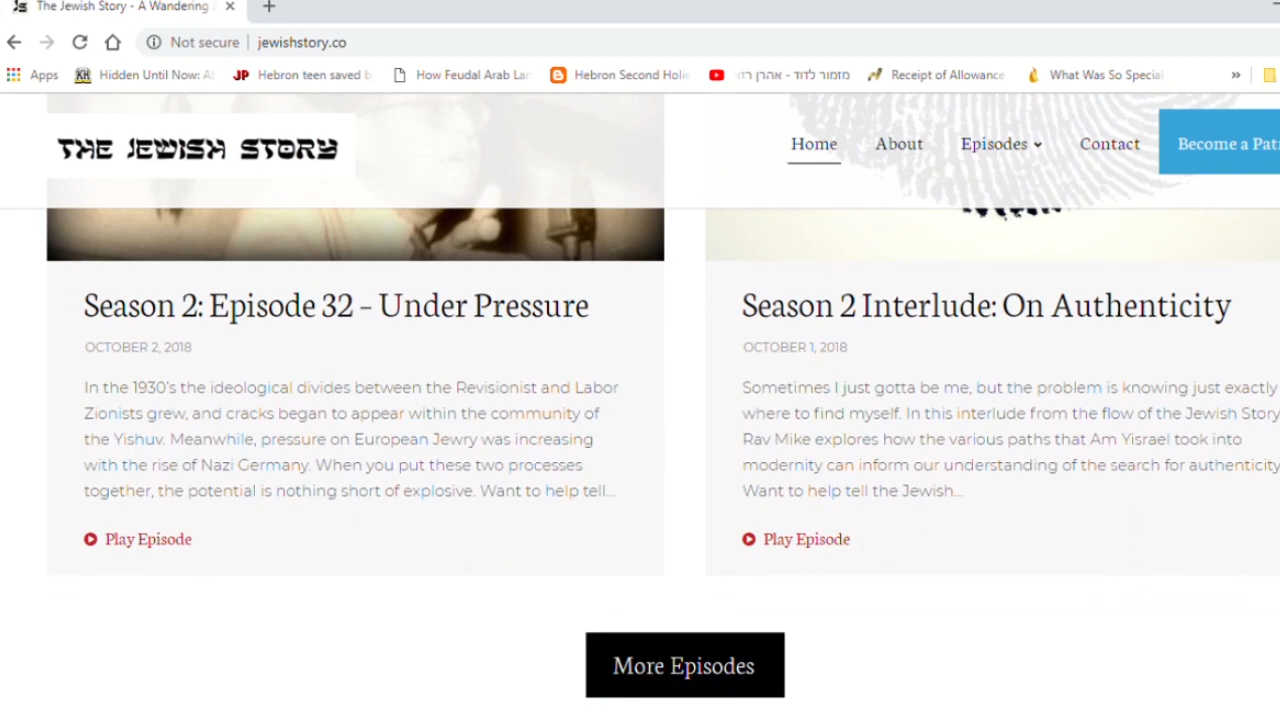 The Jewish Story - A Wandering J
Not secure jewishstory.co
Apps KH Hidden Until Now: JP Hebron teen saved b How Feudal Arab Lan Hebron Second Holie מזמור לדוד - אהרן רזי Receipt of Allowance What Was So Special »
THE JEWISH STORY Home About Episodes Contact Become a Pat
Season 2: Episode 32 – Under Pressure
OCTOBER 2, 2018
In the 1930's the ideological divides between the Revisionist and Labor
Zionists grew, and cracks began to appear within the community of
the Yishuv. Meanwhile, pressure on European Jewry was increasing
with the rise of Nazi Germany. When you put these two processes
together, the potential is nothing short of explosive. Want to help tell...
Play Episode
Season 2 Interlude: On Authenticity
OCTOBER 1, 2018
Sometimes I just gotta be me, but the problem is knowing just exactly
where to find myself. In this interlude from the flow of the Jewish Story
Rav Mike explores how the various paths that Am Yisrael took into
modernity can inform our understanding of the search for authenticity
Want to help tell the Jewish...
Play Episode
More Episodes